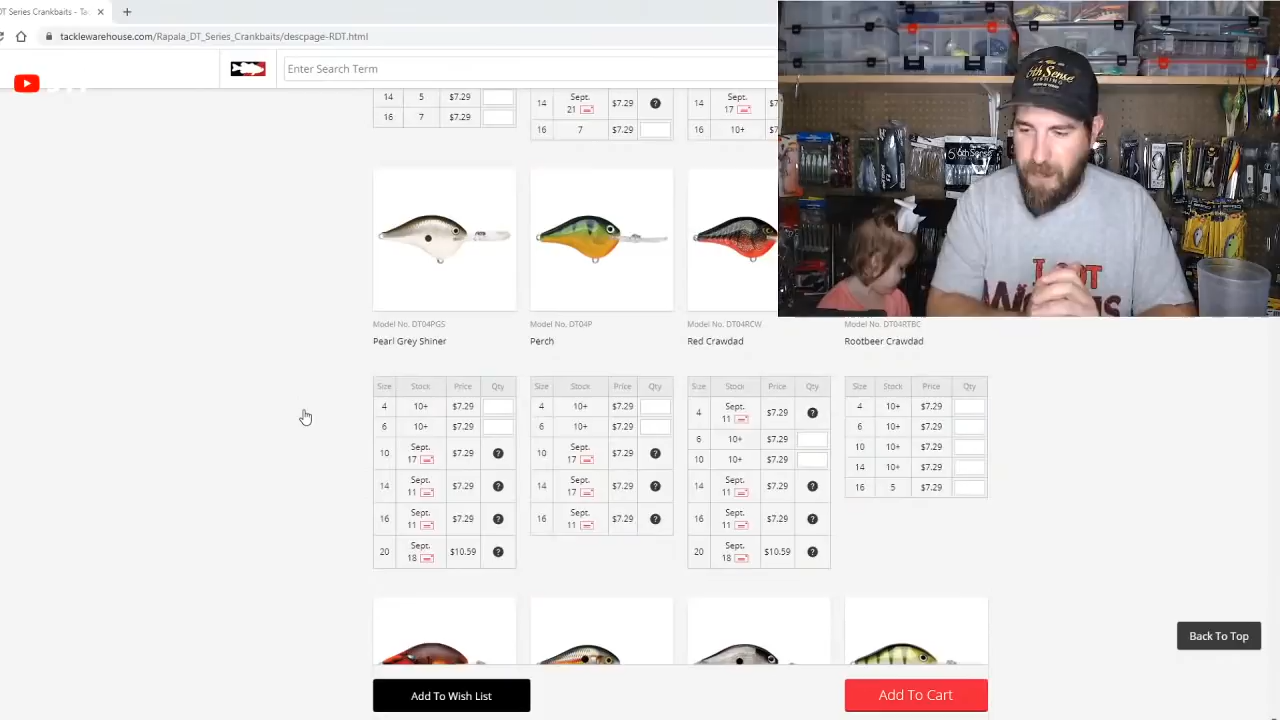 DT Series Crankbaits - Ta
tacklewarehouse.com/Rapala_DT_Series_Crankbaits/descpage-RDT.html
Enter Search Term
14 5 $7.29
16 7 $7.29
14 Sept. 21 $7.29 ?
16 7 $7.29
14 Sept. 17 $7
16 10+ $7
6th Sense
FISHING
6th Sense
I GOT
WORMS
Model No. DT04PGS
Pearl Grey Shiner
Size Stock Price Qty
4 10+ $7.29
6 10+ $7.29
10 Sept. 17 $7.29 ?
14 Sept. 11 $7.29 ?
16 Sept. 11 $7.29 ?
20 Sept. 18 $10.59 ?
Model No. DT04P
Perch
Size Stock Price Qty
4 10+ $7.29
6 10+ $7.29
10 Sept. 17 $7.29 ?
14 Sept. 17 $7.29 ?
16 Sept. 11 $7.29 ?
Model No. DT04RCW
Red Crawdad
Size Stock Price Qty
4 Sept. 11 $7.29 ?
6 10+ $7.29
10 10+ $7.29
14 Sept. 11 $7.29 ?
16 Sept. 11 $7.29 ?
20 Sept. 18 $10.59 ?
Model No. DT04RTBC
Rootbeer Crawdad
Size Stock Price Qty
4 10+ $7.29
6 10+ $7.29
10 10+ $7.29
14 10+ $7.29
16 5 $7.29
Back To Top
Add To Wish List
Add To Cart